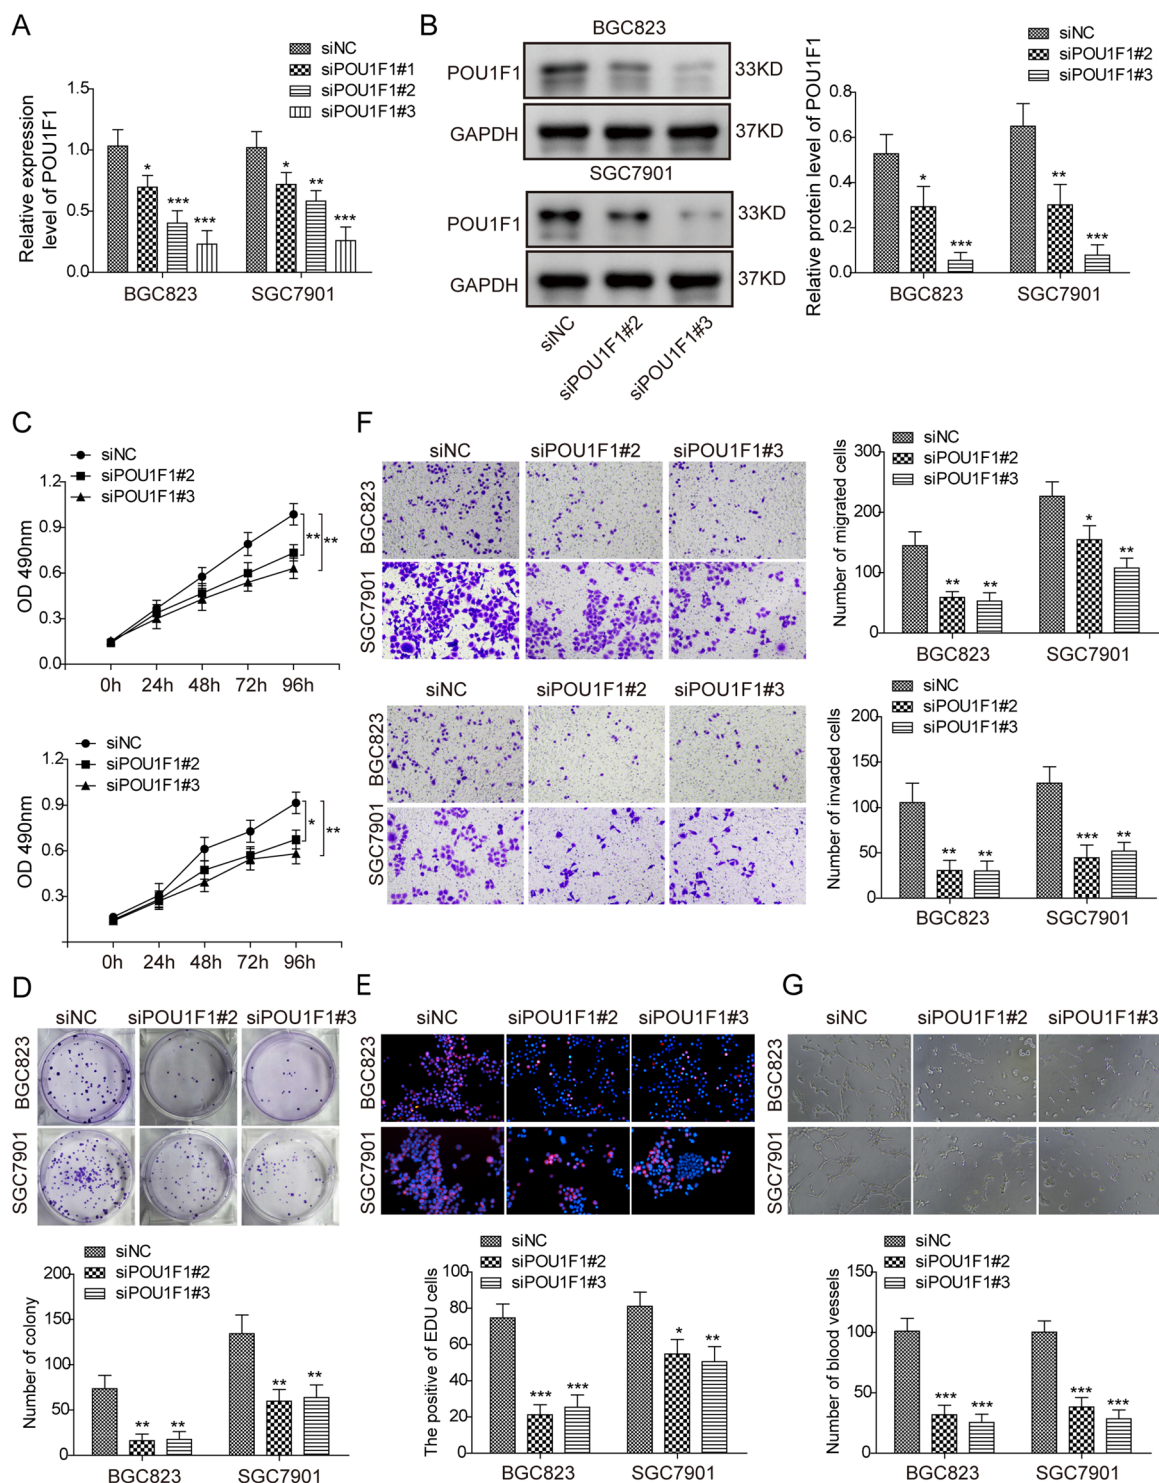 A
siNC
siPOU1F1#1
siPOU1F1#2
siPOU1F1#3
Relative expression
level of POU1F1
1.5
1.0
0.5
0.0
* *** ***
* ** ***
BGC823 SGC7901
B
BGC823
POU1F1 33KD
GAPDH 37KD
SGC7901
POU1F1 33KD
GAPDH 37KD
siNC siPOU1F1#2 siPOU1F1#3
siNC
siPOU1F1#2
siPOU1F1#3
Relative protein level of POU1F1
0.8
0.6
0.4
0.2
0.0
* ***
** ***
BGC823 SGC7901
C
siNC
siPOU1F1#2
siPOU1F1#3
OD 490nm
1.2
0.9
0.6
0.3
0.0
** **
0h 24h 48h 72h 96h
siNC
siPOU1F1#2
siPOU1F1#3
OD 490nm
1.2
0.9
0.6
0.3
* **
0h 24h 48h 72h 96h
F
siNC siPOU1F1#2 siPOU1F1#3
BGC823
SGC7901
siNC
siPOU1F1#2
siPOU1F1#3
Number of migrated cells
300
200
100
0
** **
* **
BGC823 SGC7901
siNC siPOU1F1#2 siPOU1F1#3
BGC823
SGC7901
siNC
siPOU1F1#2
siPOU1F1#3
Number of invaded cells
200
150
100
50
0
** **
*** **
BGC823 SGC7901
D
siNC siPOU1F1#2 siPOU1F1#3
BGC823
SGC7901
siNC
siPOU1F1#2
siPOU1F1#3
Number of colony
200
150
100
50
0
** **
** **
BGC823 SGC7901
E
siNC siPOU1F1#2 siPOU1F1#3
BGC823
SGC7901
siNC
siPOU1F1#2
siPOU1F1#3
The positive of EDU cells
100
80
60
40
20
0
*** ***
* **
BGC823 SGC7901
G
siNC siPOU1F1#2 siPOU1F1#3
BGC823
SGC7901
siNC
siPOU1F1#2
siPOU1F1#3
Number of blood vessels
150
100
50
0
*** ***
*** ***
BGC823 SGC7901